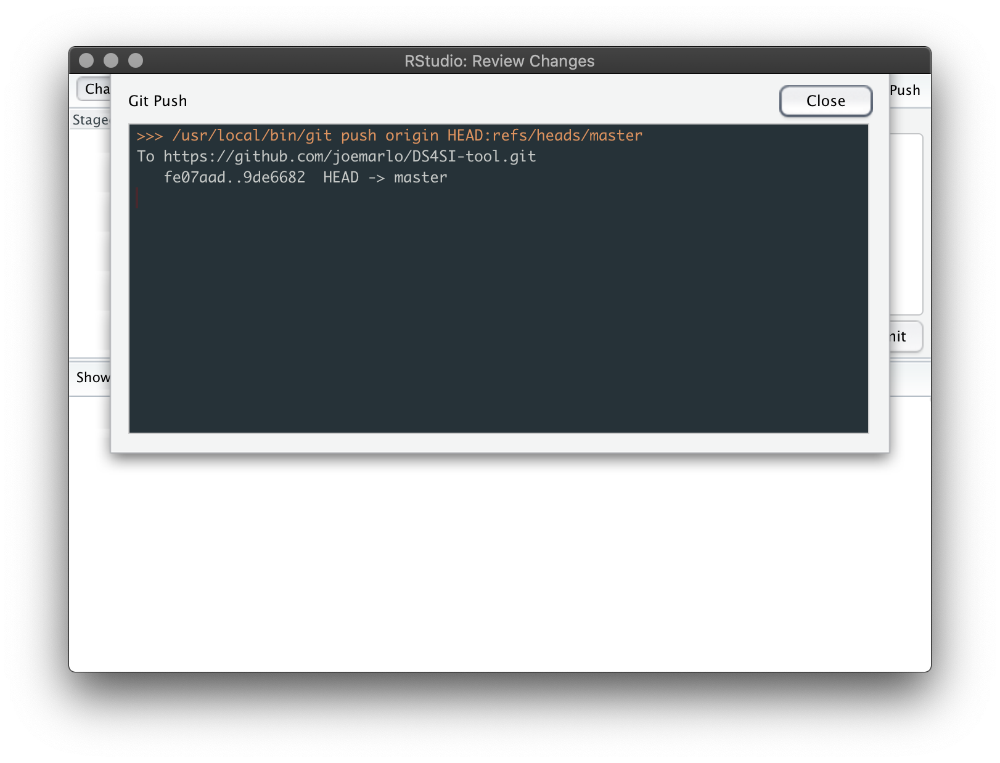 RStudio: Review Changes
Cha
Git Push
Close
Push
Stage
>>> /usr/local/bin/git push origin HEAD:refs/heads/master
To https://github.com/joemarlo/DS4SI-tool.git
fe07aad..9de6682 HEAD -> master
mit
Show